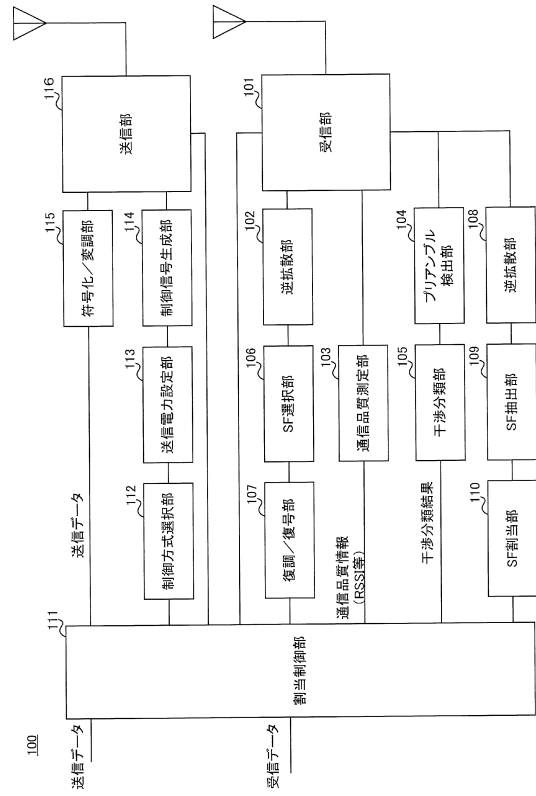 100
送信データ
受信データ
111
割当制御部
送信データ
112
制御方式選択部
113
送信電力設定部
114
制御信号生成部
115
符号化／変調部
116
送信部
101
受信部
102
逆拡散部
106
SF選択部
107
復調／復号部
103
通信品質測定部
通信品質情報
(RSSI等)
104
プリアンブル
検出部
105
干渉分類部
干渉分類結果
108
逆拡散部
109
SF抽出部
110
SF割当部